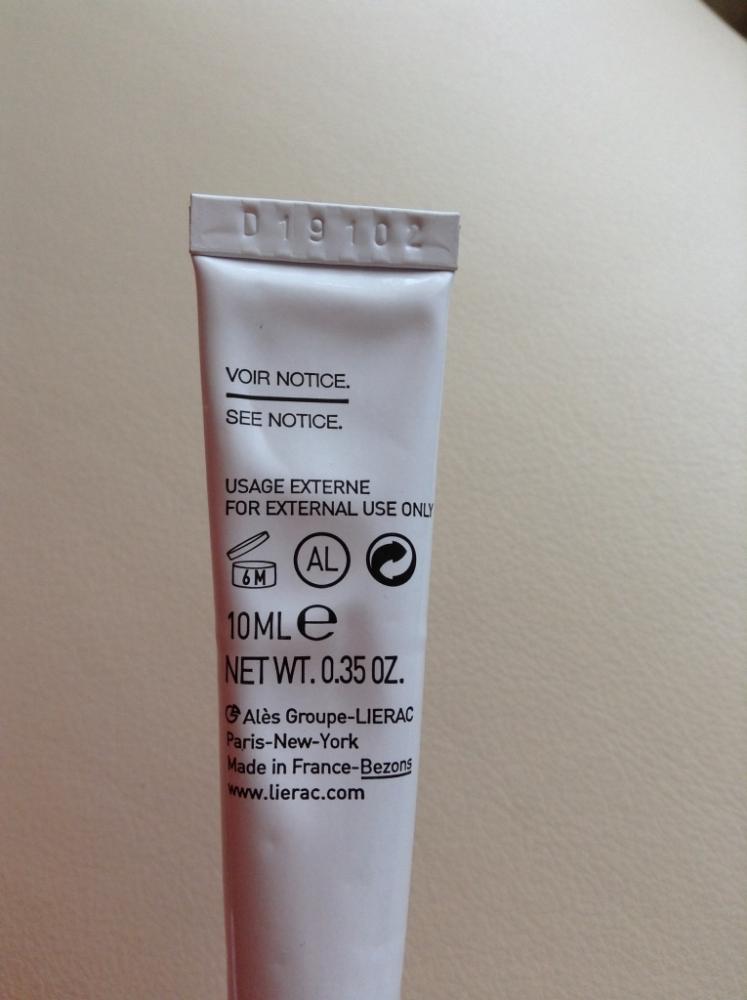 D19102
VOIR NOTICE.
SEE NOTICE.
USAGE EXTERNE
FOR EXTERNAL USE ONLY
6M AL
10ML e
NET WT. 0.35 OZ.
Alès Groupe-LIERAC
Paris-New-York
Made in France-Bezons
www.lierac.com